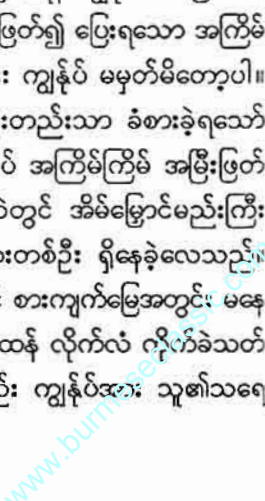 ဖြတ်၍ ပြေးရသော အကြိမ်
ကျွန်ုပ် မမှတ်မိတော့ပါ။
တည်းသာ ခံစားခဲ့ရသော်
အကြိမ်ကြိမ် အမြီးဖြတ်
တွင် အိမ်မြှောင်မည်းကြီး
တစ်ဦး ရှိနေခဲ့လေသည်။
စားကျက်မြေအတွင်း မနေ
လိုက်လံ ကိုက်ခဲသတ်
ကျွန်ုပ်အား သူ၏သရေ
www.burmeseclassic.com